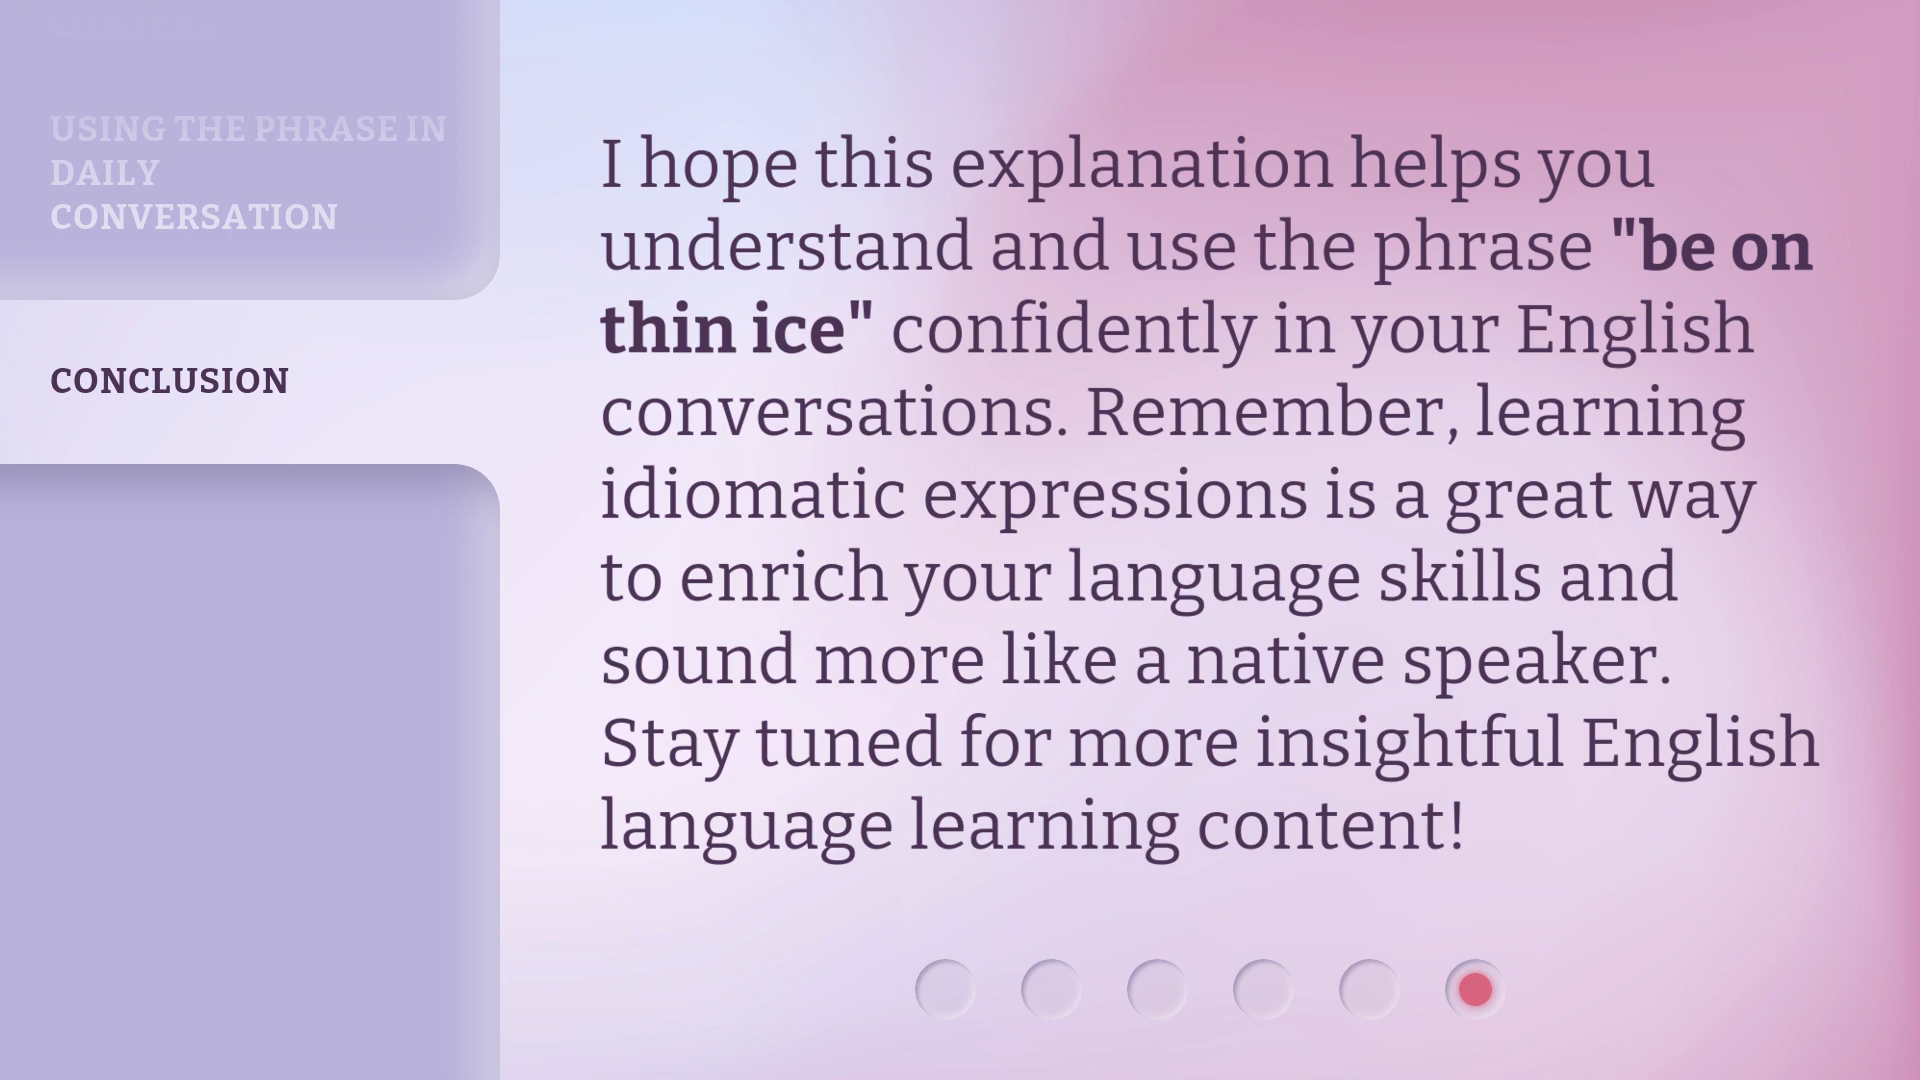 USING THE PHRASE IN
DAILY
CONVERSATION
CONCLUSION
I hope this explanation helps you
understand and use the phrase "be on
thin ice" confidently in your English
conversations. Remember, learning
idiomatic expressions is a great way
to enrich your language skills and
sound more like a native speaker.
Stay tuned for more insightful English
language learning content!